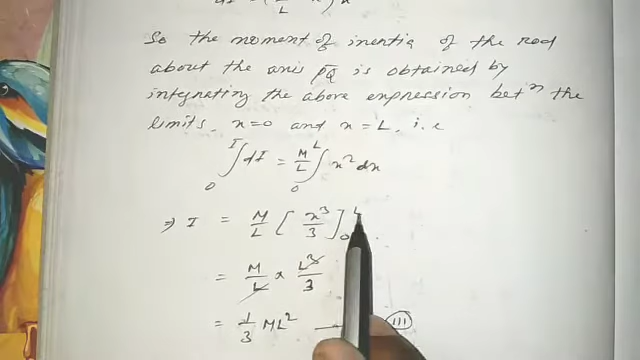 So the moment of inertia of the rod
about the axis PQ is obtained by
integrating the above expression betⁿ the
limits, x=0 and x=L, i.e
∫₀ᴵ dI = M/L ∫₀ᴸ x² dx
⇒ I = M/L [x³/3]₀ᴸ
= M/L × L³/3
= 1/3 ML² — (III)